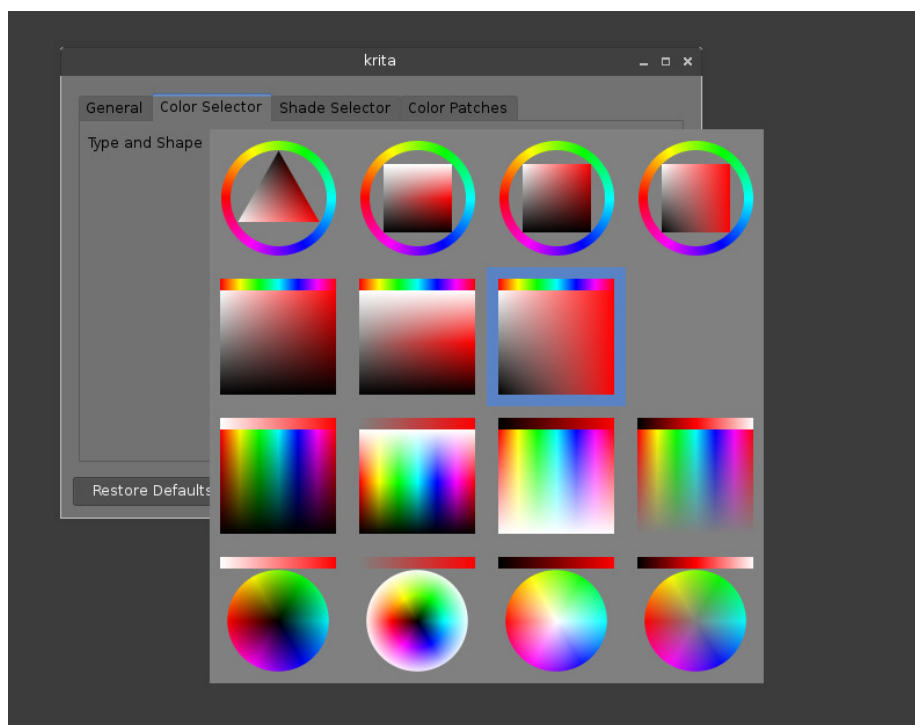 krita
General Color Selector Shade Selector Color Patches
Type and Shape
Restore Defaults